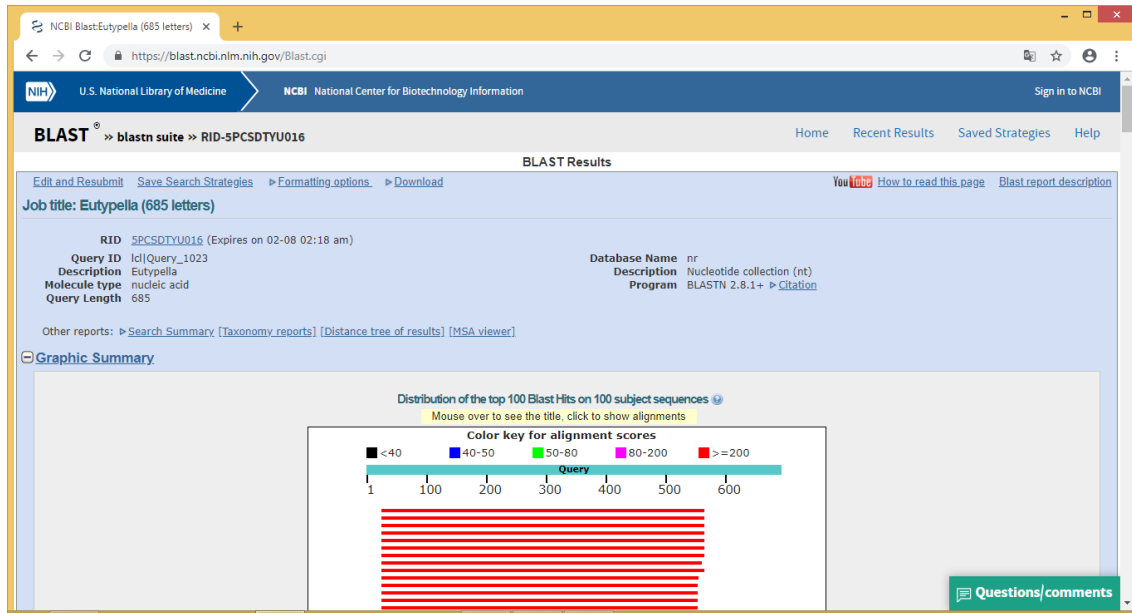 NCBI Blast:Eutypella (685 letters)
https://blast.ncbi.nlm.nih.gov/Blast.cgi
NIH U.S. National Library of Medicine NCBI National Center for Biotechnology Information Sign in to NCBI
BLAST ® » blastn suite » RID-5PCSDTYU016 Home Recent Results Saved Strategies Help
BLAST Results
Edit and Resubmit Save Search Strategies Formatting options Download YouTube How to read this page Blast report description
Job title: Eutypella (685 letters)
RID 5PCSDTYU016 (Expires on 02-08 02:18 am)
Query ID lcl|Query_1023 Database Name nr
Description Eutypella Description Nucleotide collection (nt)
Molecule type nucleic acid Program BLASTN 2.8.1+ Citation
Query Length 685
Other reports: Search Summary [Taxonomy reports] [Distance tree of results] [MSA viewer]
Graphic Summary
Distribution of the top 100 Blast Hits on 100 subject sequences
Mouse over to see the title, click to show alignments
Color key for alignment scores
<40 40-50 50-80 80-200 >=200
Query
1 100 200 300 400 500 600
Questions/comments